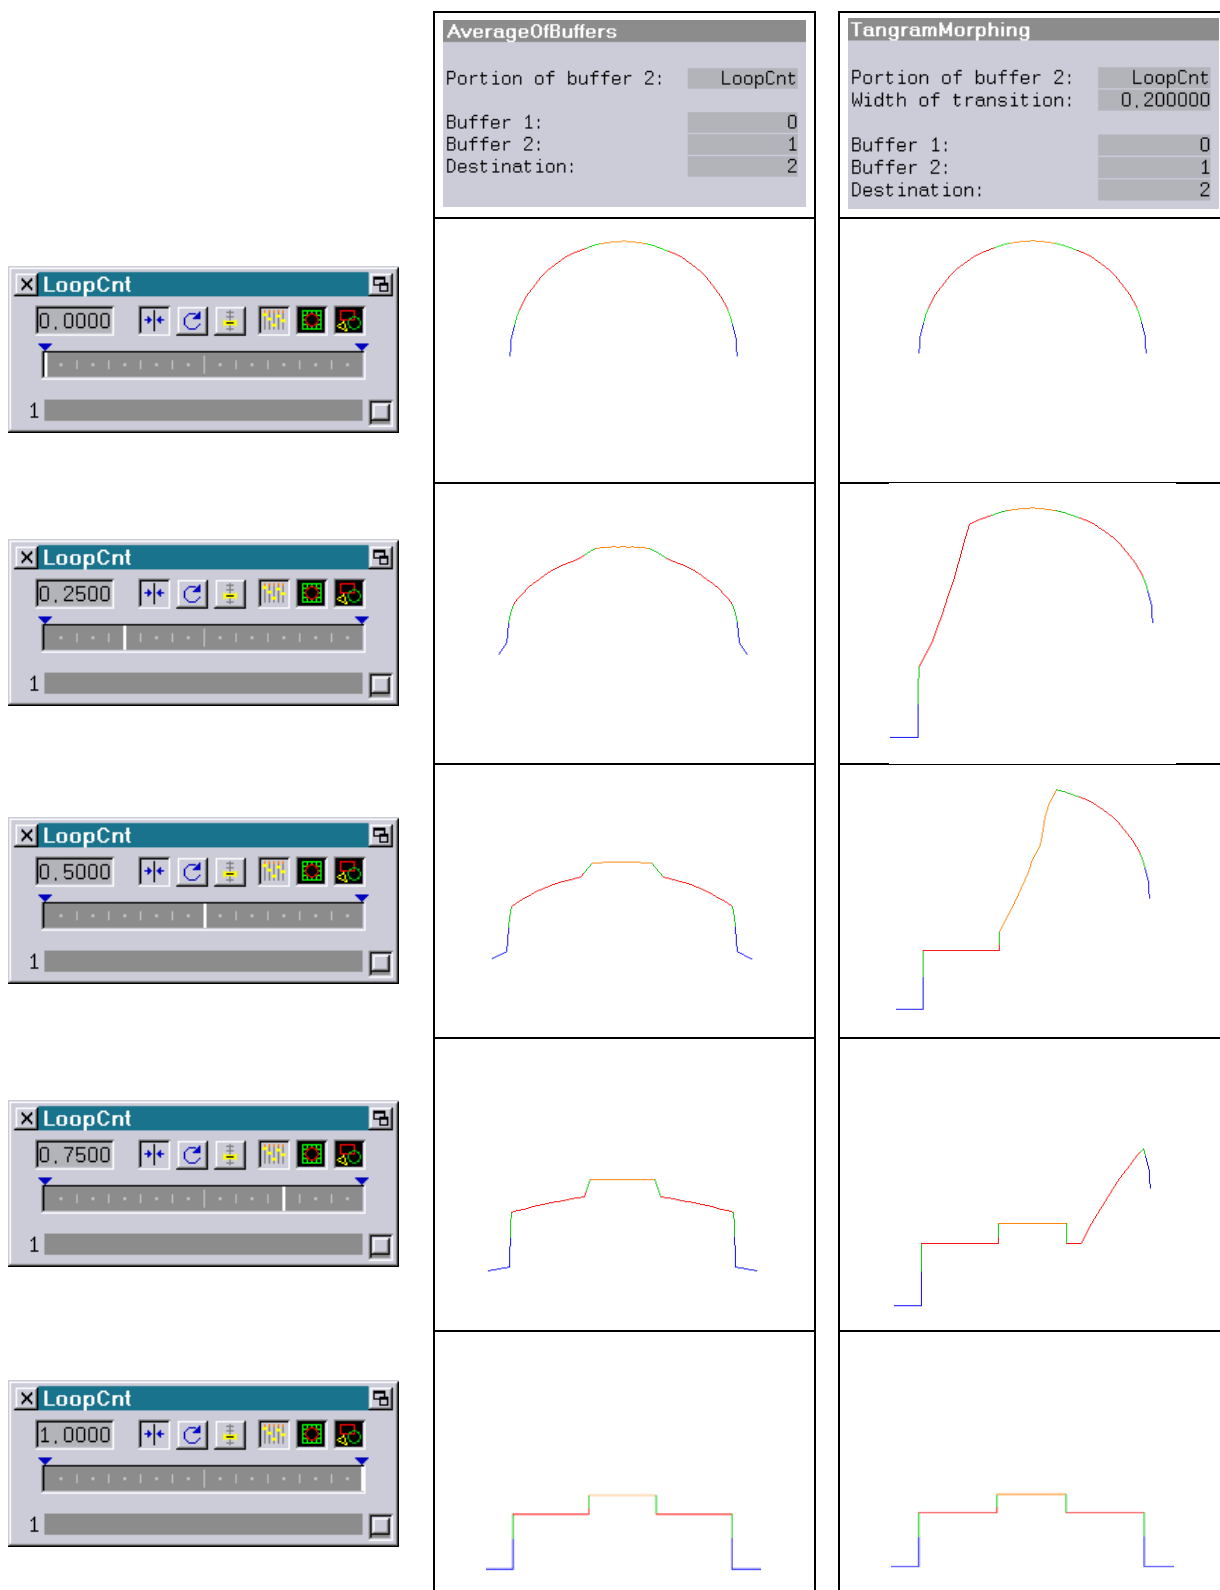 AverageOfBuffers
Portion of buffer 2: LoopCnt
Buffer 1: 0
Buffer 2: 1
Destination: 2
TangramMorphing
Portion of buffer 2: LoopCnt
Width of transition: 0.200000
Buffer 1: 0
Buffer 2: 1
Destination: 2
LoopCnt
0.0000
1
LoopCnt
0.2500
1
LoopCnt
0.5000
1
LoopCnt
0.7500
1
LoopCnt
1.0000
1